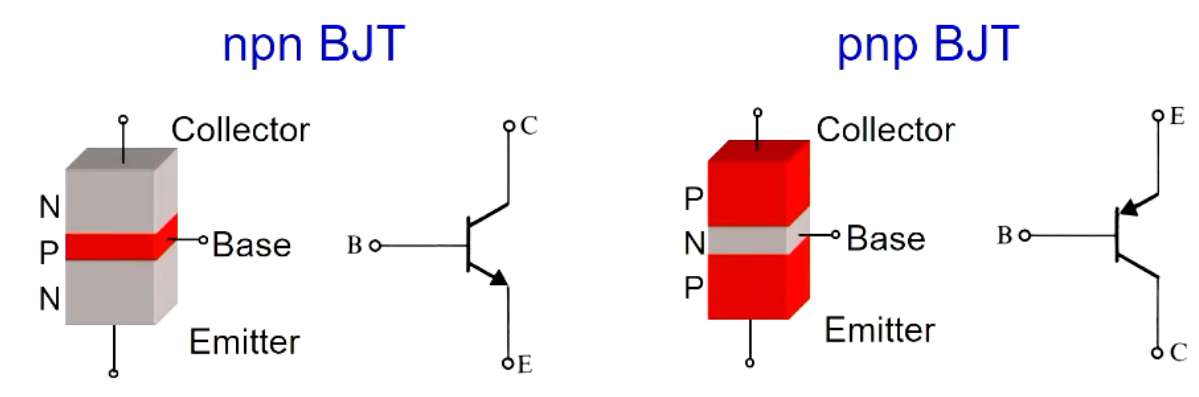 npn BJT
Collector
N
P
N
Base
Emitter
C
B
E
pnp BJT
Collector
P
N
P
Base
Emitter
E
B
C